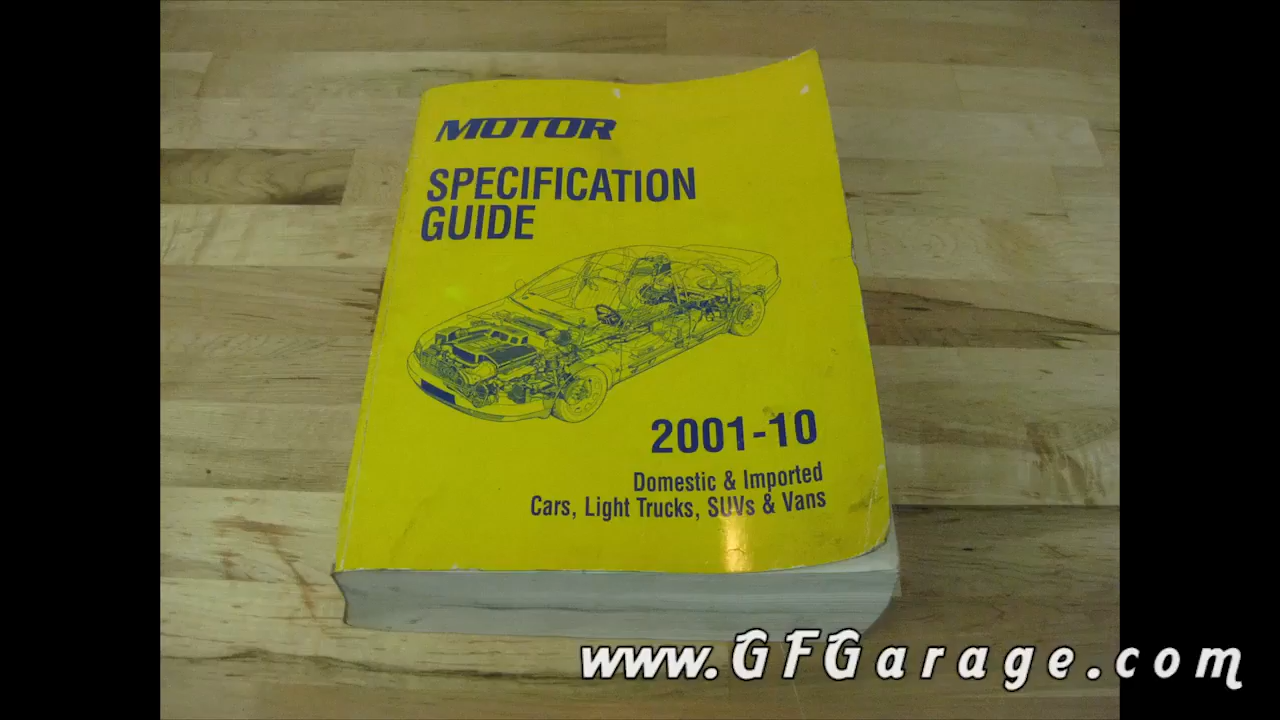 MOTOR
SPECIFICATION
GUIDE
2001-10
Domestic & Imported
Cars, Light Trucks, SUVs & Vans
www.GFGarage.com